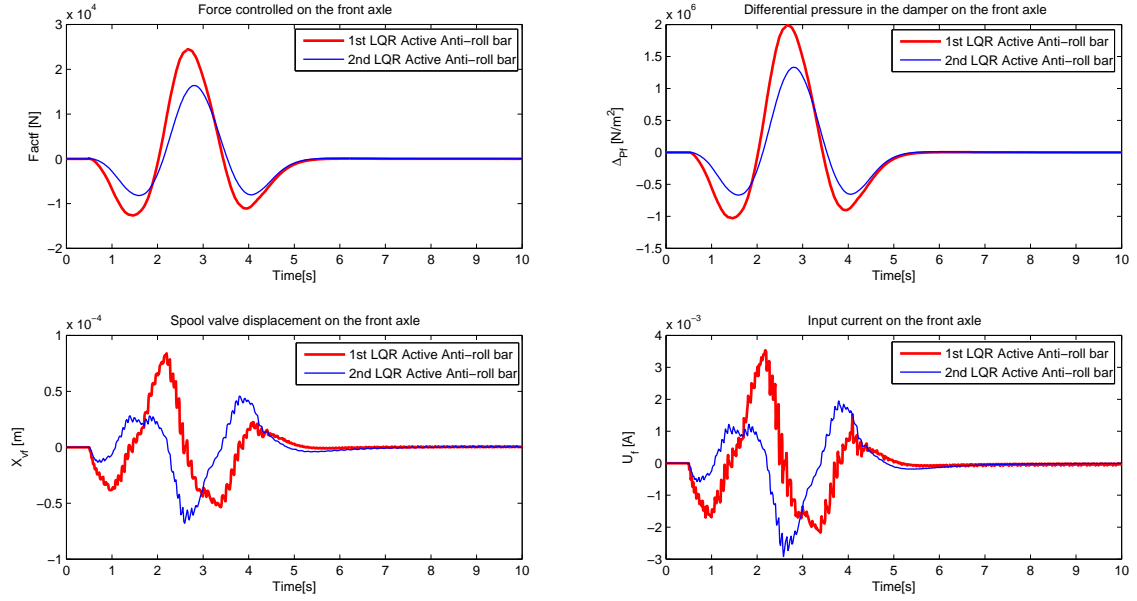 Force controlled on the front axle
x 10^4
Factf [N]
3
2
1
0
−1
−2
1st LQR Active Anti−roll bar
2nd LQR Active Anti−roll bar
0 1 2 3 4 5 6 7 8 9 10
Time[s]
Differential pressure in the damper on the front axle
x 10^6
Δ_Pf [N/m^2]
2
1.5
1
0.5
0
−0.5
−1
−1.5
1st LQR Active Anti−roll bar
2nd LQR Active Anti−roll bar
0 1 2 3 4 5 6 7 8 9 10
Time[s]
Spool valve displacement on the front axle
x 10^−4
X_vf [m]
1
0.5
0
−0.5
−1
1st LQR Active Anti−roll bar
2nd LQR Active Anti−roll bar
0 1 2 3 4 5 6 7 8 9 10
Time[s]
Input current on the front axle
x 10^−3
U_f [A]
4
3
2
1
0
−1
−2
−3
1st LQR Active Anti−roll bar
2nd LQR Active Anti−roll bar
0 1 2 3 4 5 6 7 8 9 10
Time[s]